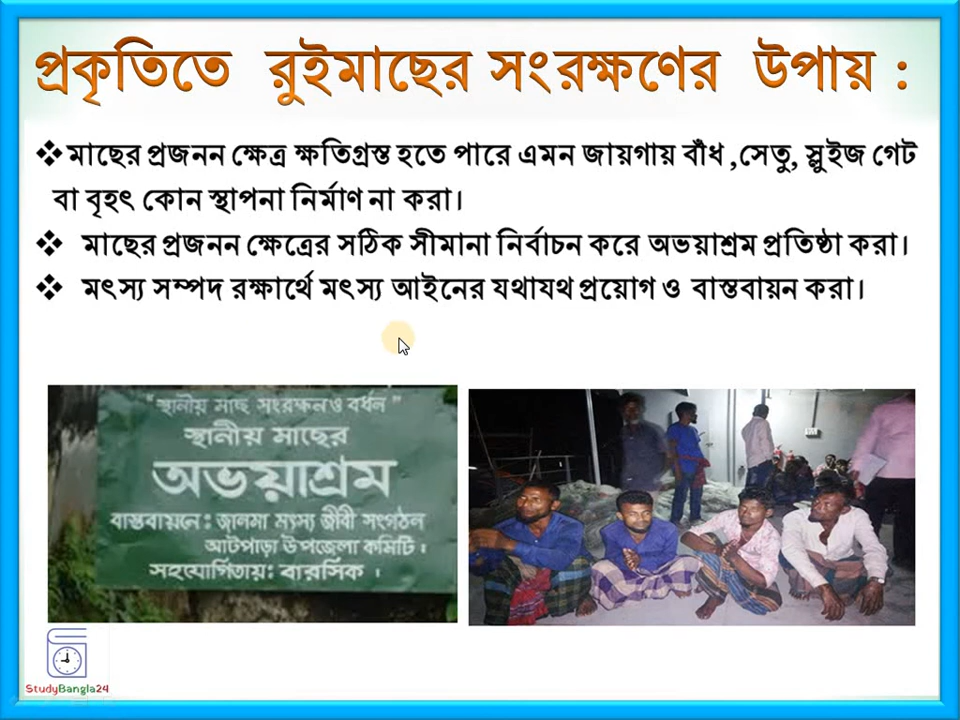 প্রকৃতিতে রুইমাছের সংরক্ষণের উপায় :
❖মাছের প্রজনন ক্ষেত্র ক্ষতিগ্রস্ত হতে পারে এমন জায়গায় বাঁধ ,সেতু, স্লুইজ গেট
বা বৃহৎ কোন স্থাপনা নির্মাণ না করা।
❖ মাছের প্রজনন ক্ষেত্রের সঠিক সীমানা নির্বাচন করে অভয়াশ্রম প্রতিষ্ঠা করা।
❖ মৎস্য সম্পদ রক্ষার্থে মৎস্য আইনের যথাযথ প্রয়োগ ও বাস্তবায়ন করা।
"স্থানীয় মাছ সংরক্ষনও বর্ধন"
স্থানীয় মাছের
অভয়াশ্রম
বাস্তবায়নে: জালমা মৎস্য জীবী সংগঠন
আটপাড়া উপজেলা কমিটি।
সহযোগিতায়: বারসিক।
StudyBangla24